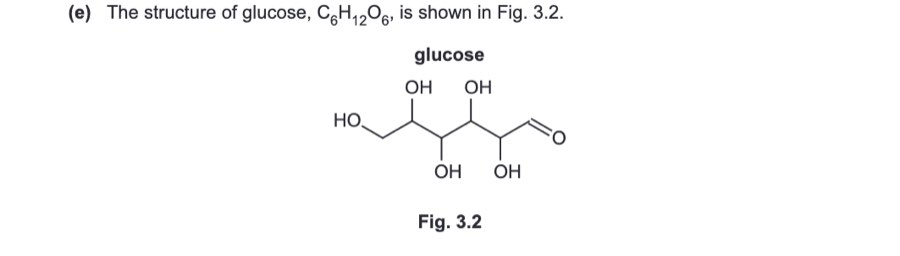 (e) The structure of glucose, C₆H₁₂O₆, is shown in Fig. 3.2.
glucose
OH OH
HO
O
OH OH
Fig. 3.2